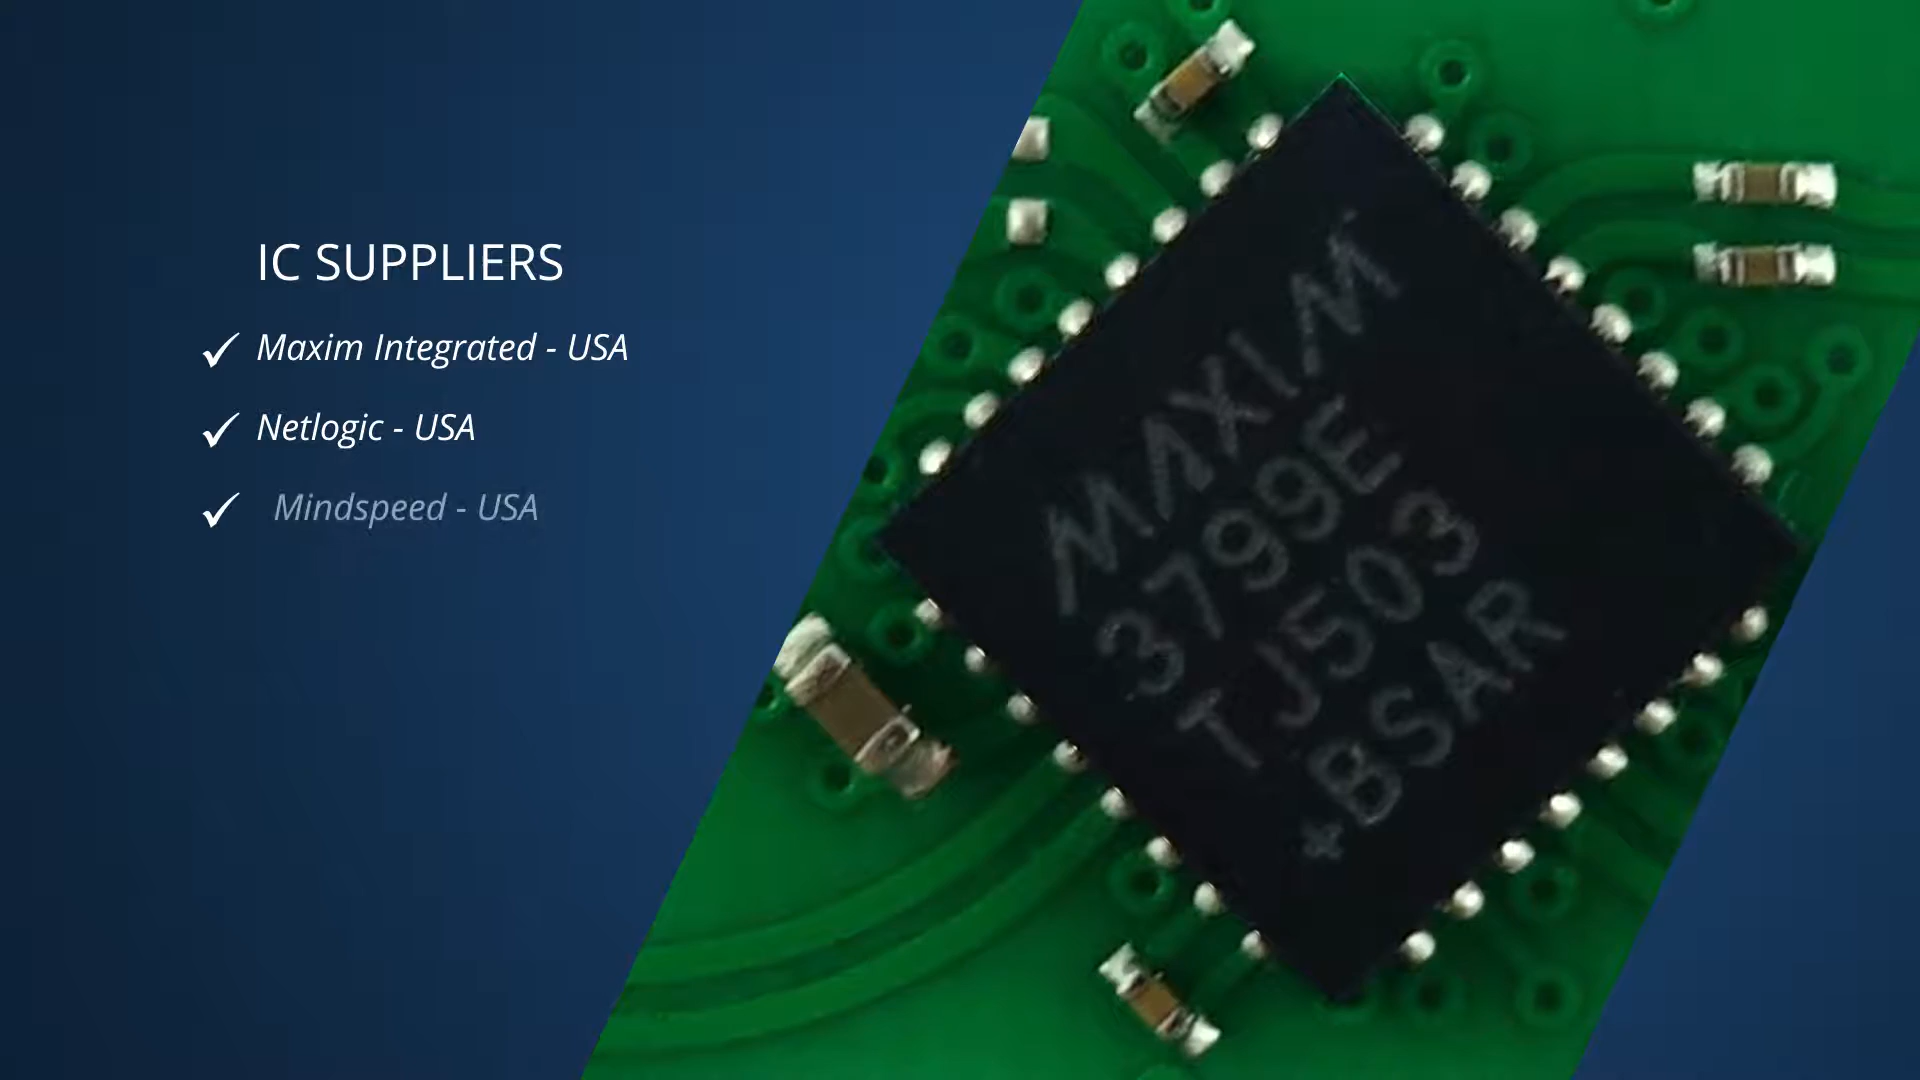 IC SUPPLIERS
Maxim Integrated - USA
Netlogic - USA
Mindspeed - USA
MAXIM
3799E
TJ503
+BSAR